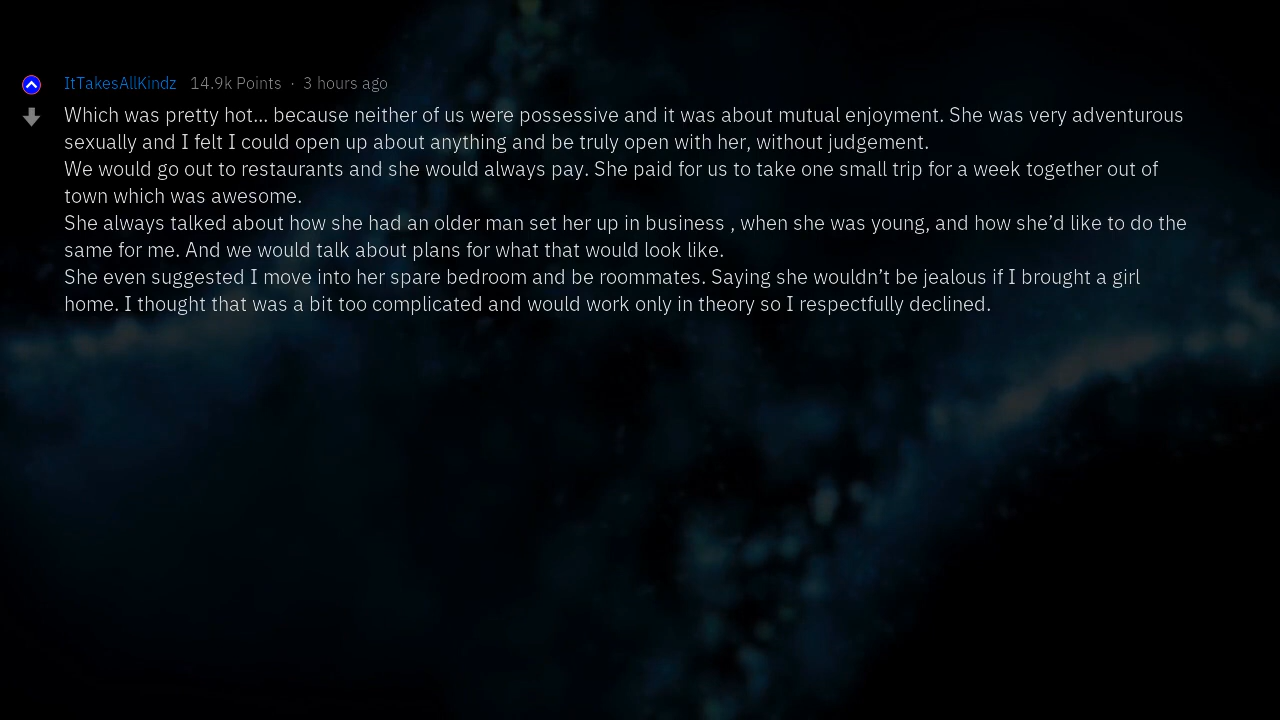 ItTakesAllKindz 14.9k Points · 3 hours ago
Which was pretty hot... because neither of us were possessive and it was about mutual enjoyment. She was very adventurous
sexually and I felt I could open up about anything and be truly open with her, without judgement.
We would go out to restaurants and she would always pay. She paid for us to take one small trip for a week together out of
town which was awesome.
She always talked about how she had an older man set her up in business , when she was young, and how she’d like to do the
same for me. And we would talk about plans for what that would look like.
She even suggested I move into her spare bedroom and be roommates. Saying she wouldn’t be jealous if I brought a girl
home. I thought that was a bit too complicated and would work only in theory so I respectfully declined.